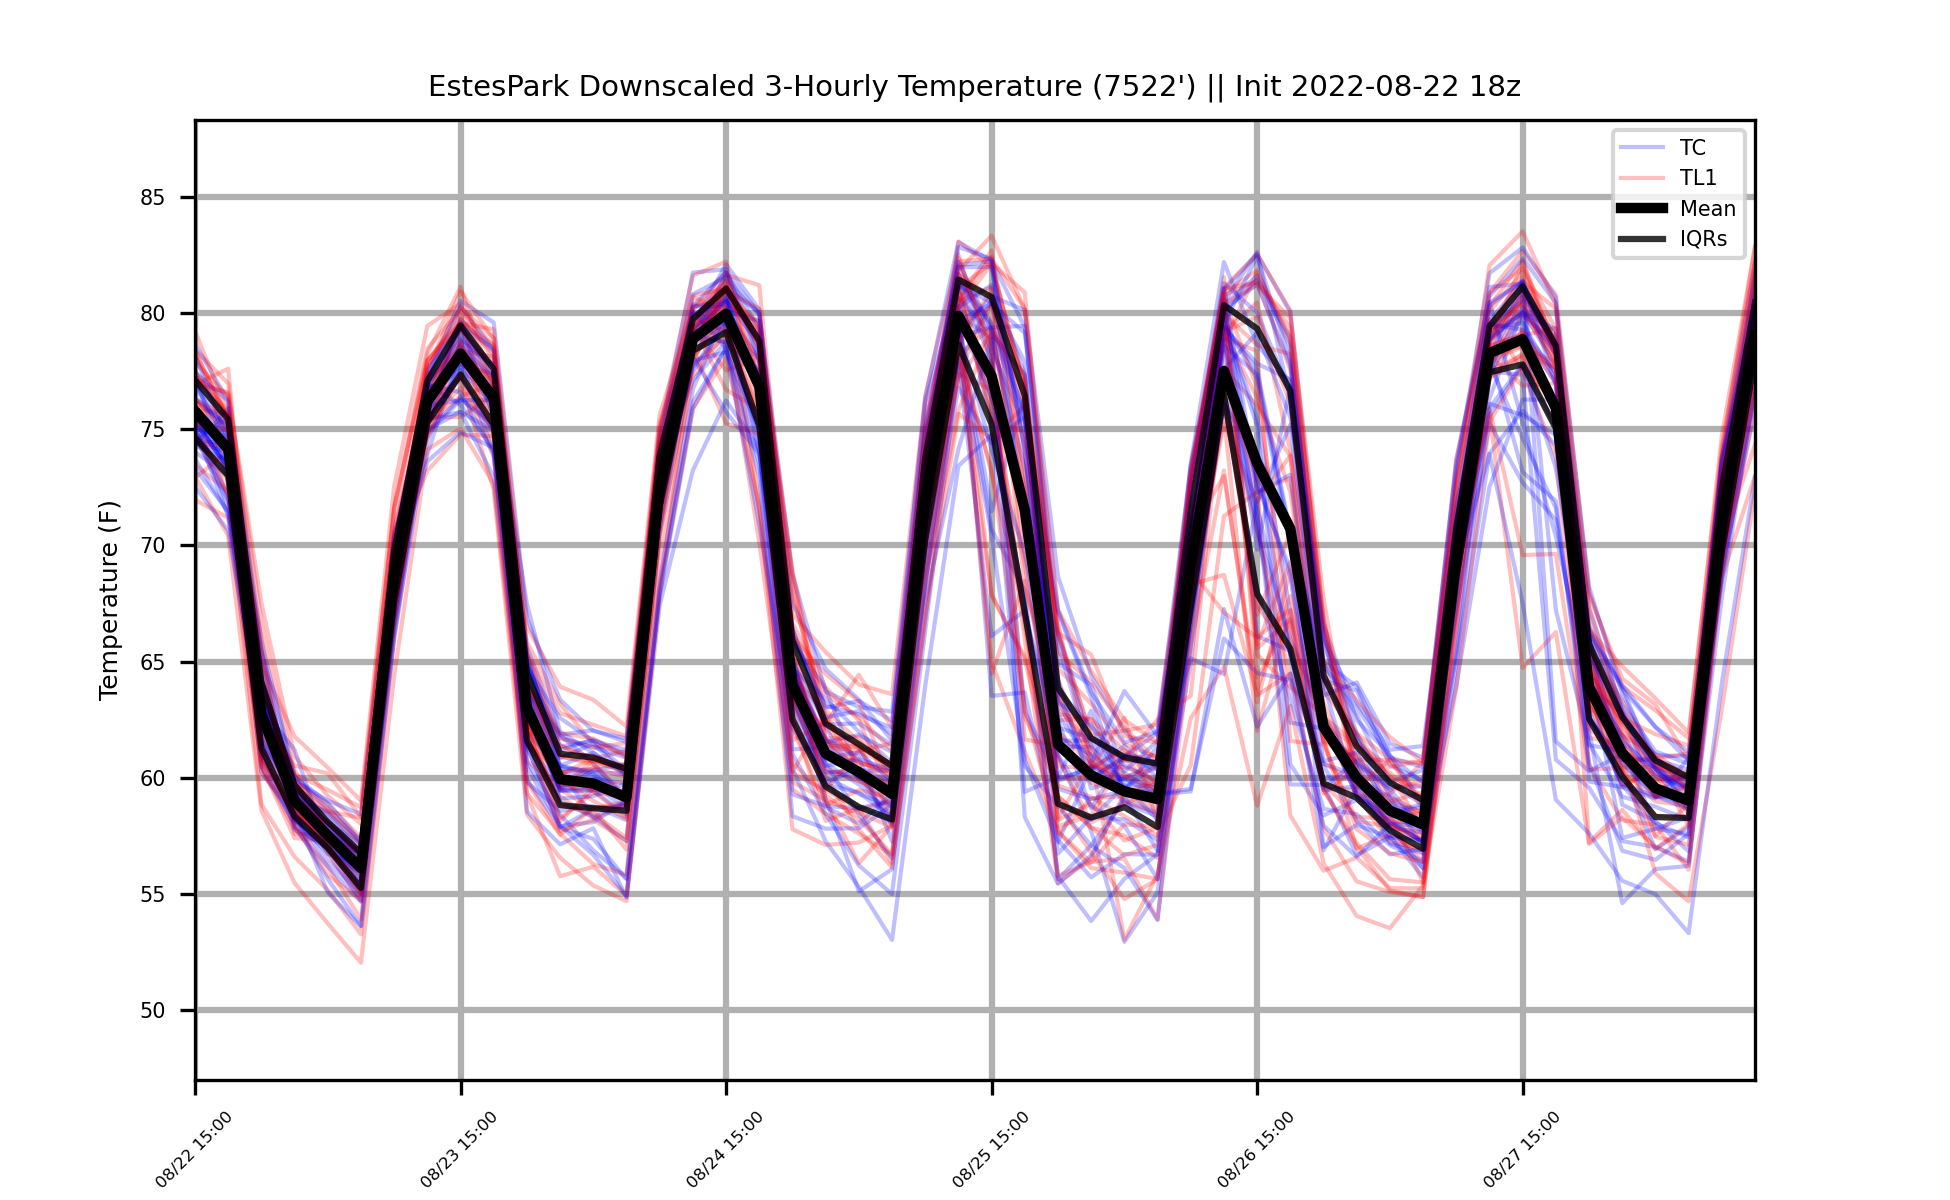 EstesPark Downscaled 3-Hourly Temperature (7522') || Init 2022-08-22 18z
TC
TL1
Mean
IQRs
Temperature (F)
85
80
75
70
65
60
55
50
08/22 15:00
08/23 15:00
08/24 15:00
08/25 15:00
08/26 15:00
08/27 15:00